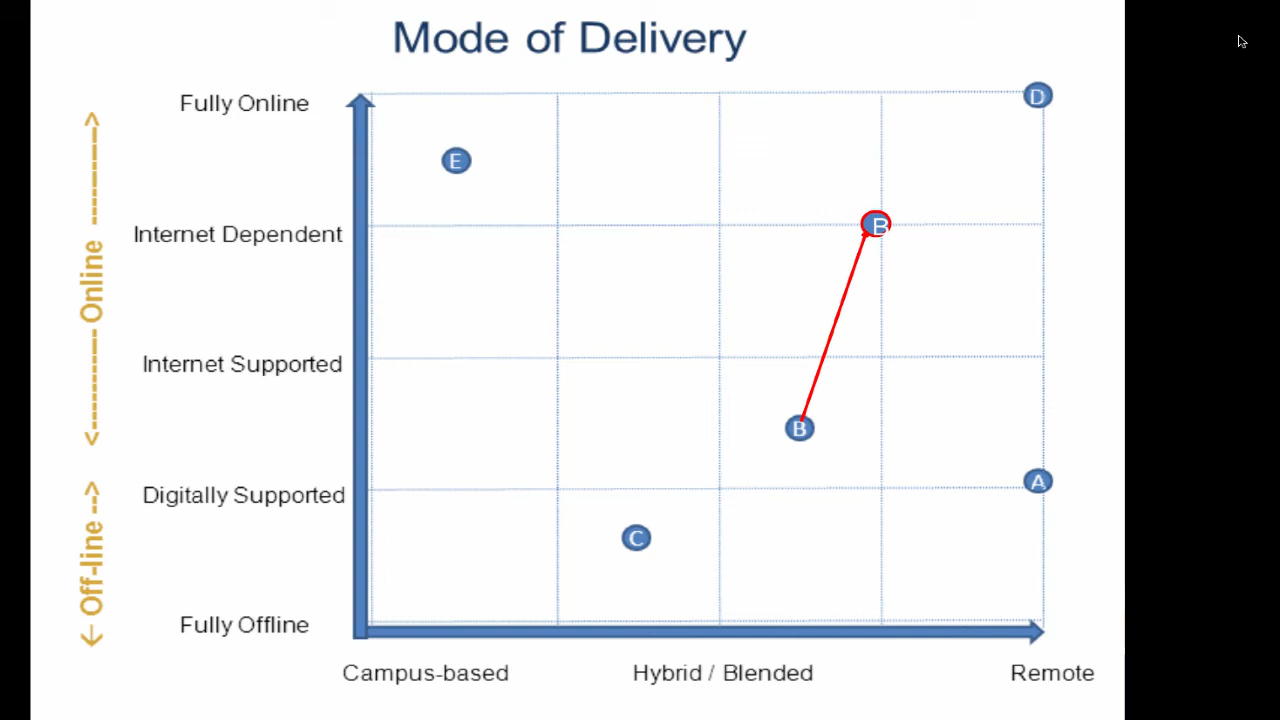 Mode of Delivery
Fully Online
D
E
Internet Dependent
B
<------- Online ------->
Internet Supported
B
Digitally Supported
A
C
<- Off-line -->
Fully Offline
Campus-based
Hybrid / Blended
Remote